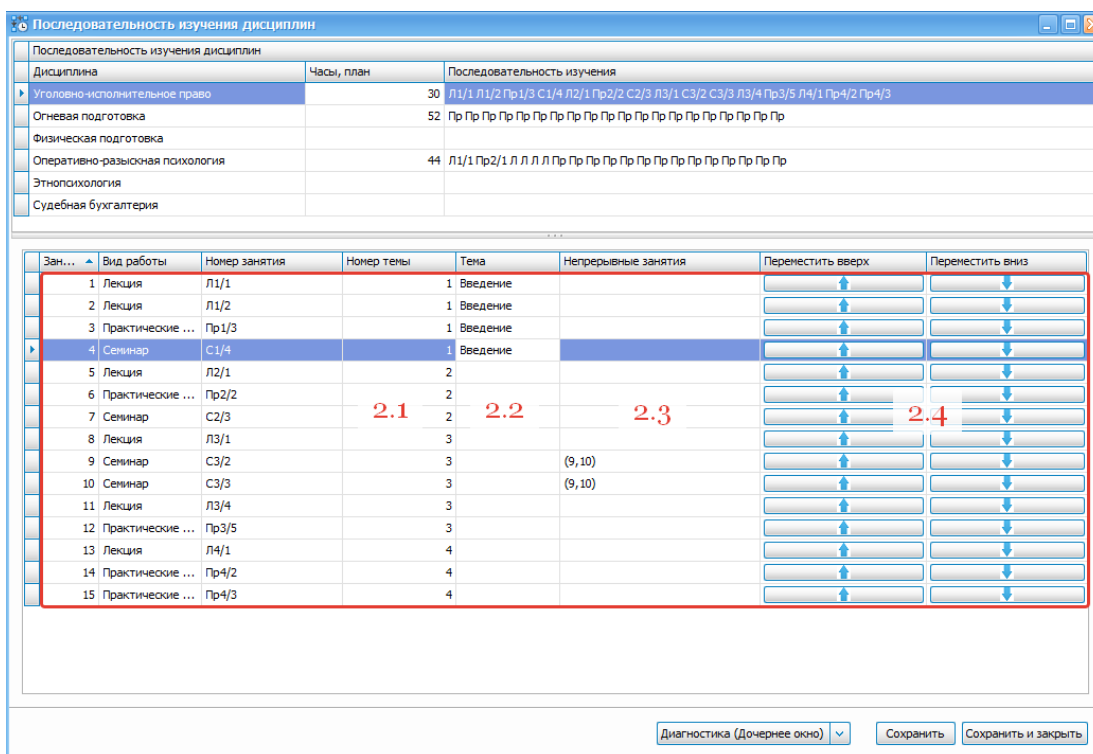 Последовательность изучения дисциплин
Последовательность изучения дисциплин
Дисциплина Часы, план Последовательность изучения
Уголовно-исполнительное право 30 Л1/1 Л1/2 Пр1/3 С1/4 Л2/1 Пр2/2 С2/3 Л3/1 С3/2 С3/3 Л3/4 Пр3/5 Л4/1 Пр4/2 Пр4/3
Огневая подготовка 52 Пр Пр Пр Пр Пр Пр Пр Пр Пр Пр Пр Пр Пр Пр Пр Пр Пр Пр Пр Пр
Физическая подготовка
Оперативно-разыскная психология 44 Л1/1 Пр2/1 Л Л Л Л Пр Пр Пр Пр Пр Пр Пр Пр Пр Пр Пр Пр Пр Пр
Этнопсихология
Судебная бухгалтерия
Зан... Вид работы Номер занятия Номер темы Тема Непрерывные занятия Переместить вверх Переместить вниз
1 Лекция Л1/1 1 Введение
2 Лекция Л1/2 1 Введение
3 Практические ... Пр1/3 1 Введение
4 Семинар С1/4 1 Введение
5 Лекция Л2/1 2
6 Практические ... Пр2/2 2
7 Семинар С2/3 2
2.1 2.2 2.3 2.4
8 Лекция Л3/1 3
9 Семинар С3/2 3 (9,10)
10 Семинар С3/3 3 (9,10)
11 Лекция Л3/4 3
12 Практические ... Пр3/5 3
13 Лекция Л4/1 4
14 Практические ... Пр4/2 4
15 Практические ... Пр4/3 4
Диагностика (Дочернее окно) Сохранить Сохранить и закрыть